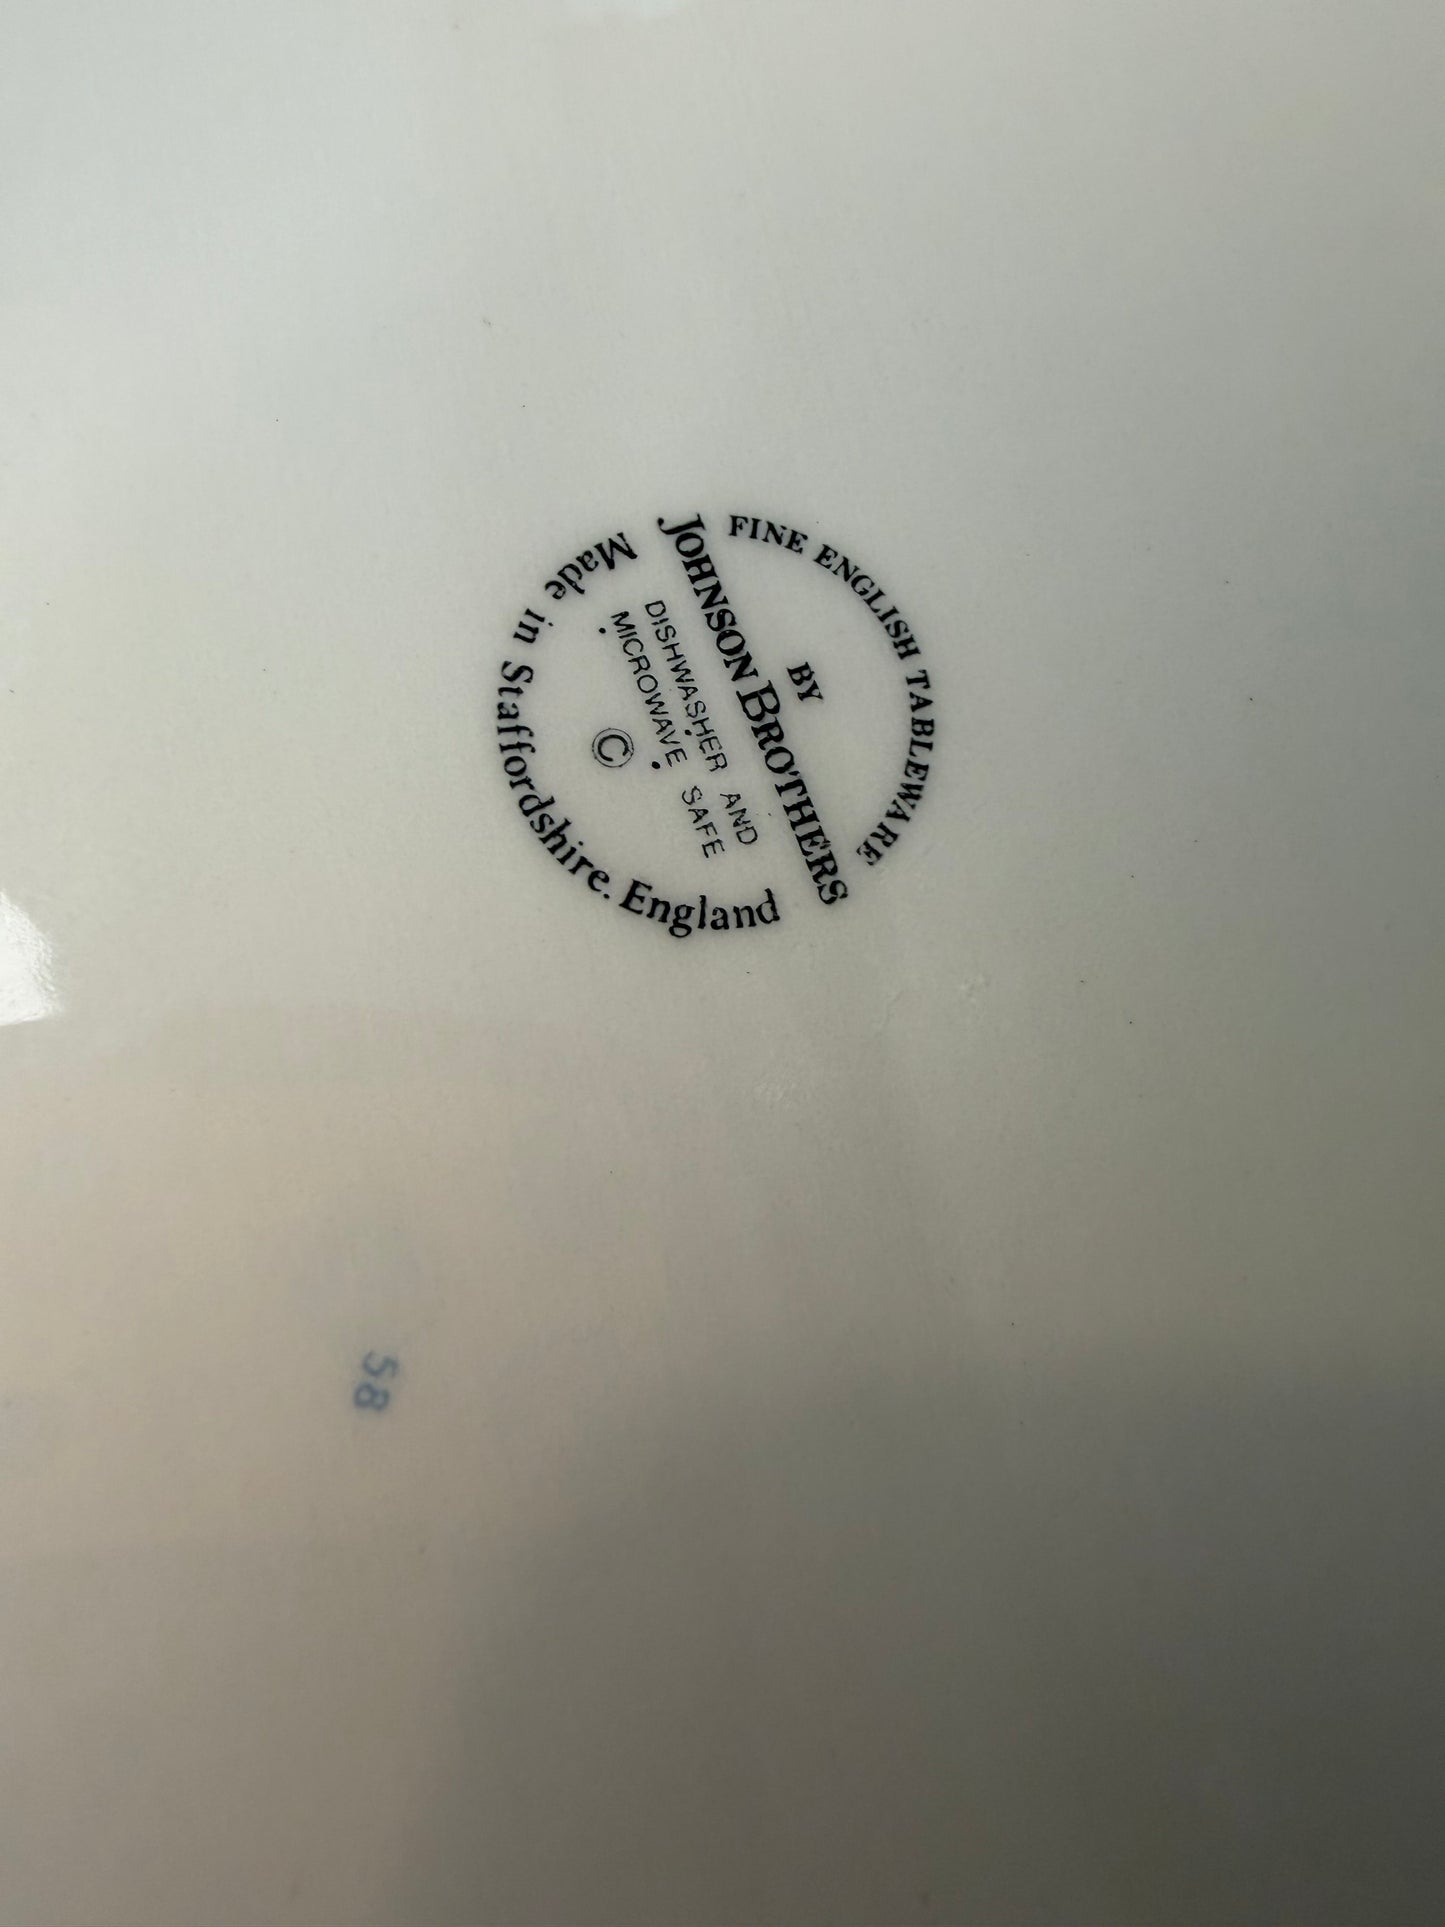 FINE ENGLISH TABLEWARE
BY
JOHNSON BROTHERS
DISHWASHER AND
MICROWAVE SAFE
©
Made in Staffordshire. England
58